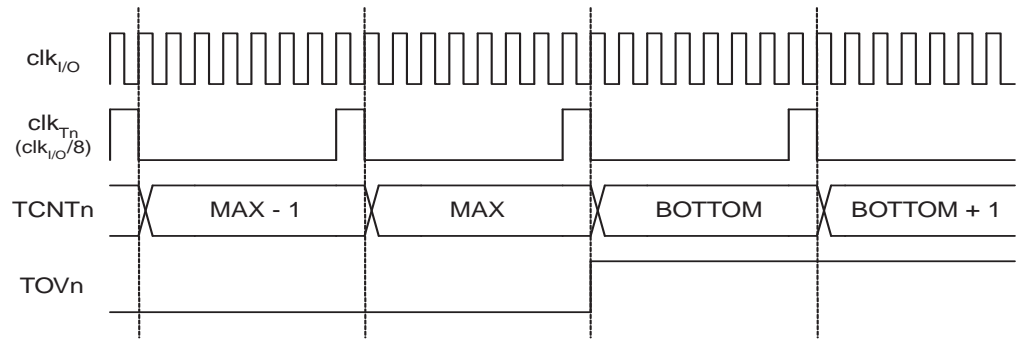 clkI/O
clkTn
(clkI/O/8)
TCNTn MAX - 1 MAX BOTTOM BOTTOM + 1
TOVn